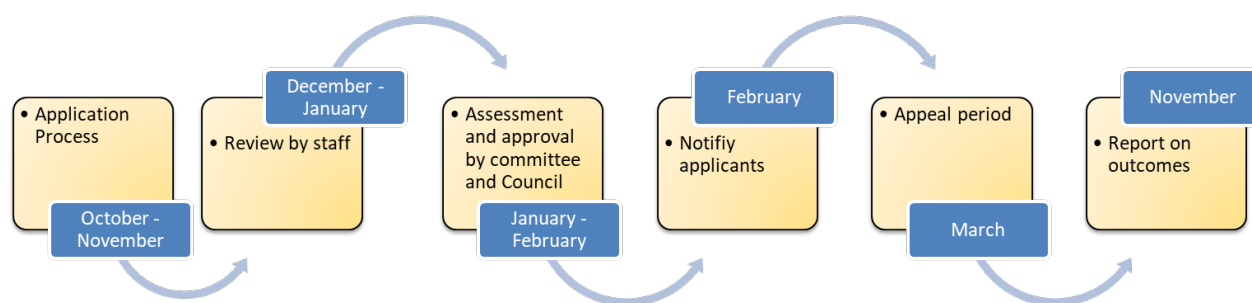 • Application
Process
October -
November
December -
January
• Review by staff
• Assessment
and approval
by committee
and Council
January -
February
February
• Notifiy
applicants
• Appeal period
March
November
• Report on
outcomes